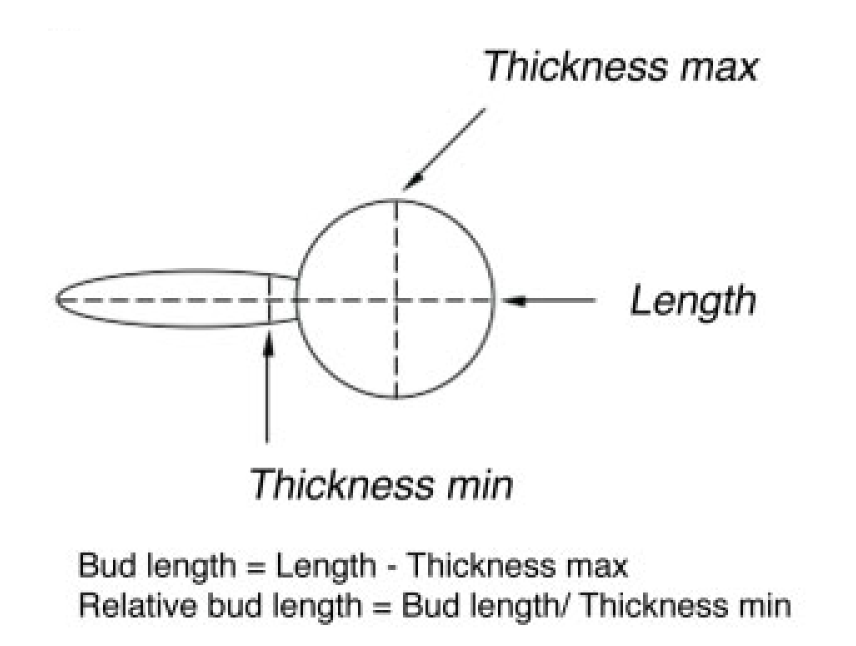 Thickness max
Length
Thickness min
Bud length = Length - Thickness max
Relative bud length = Bud length/ Thickness min